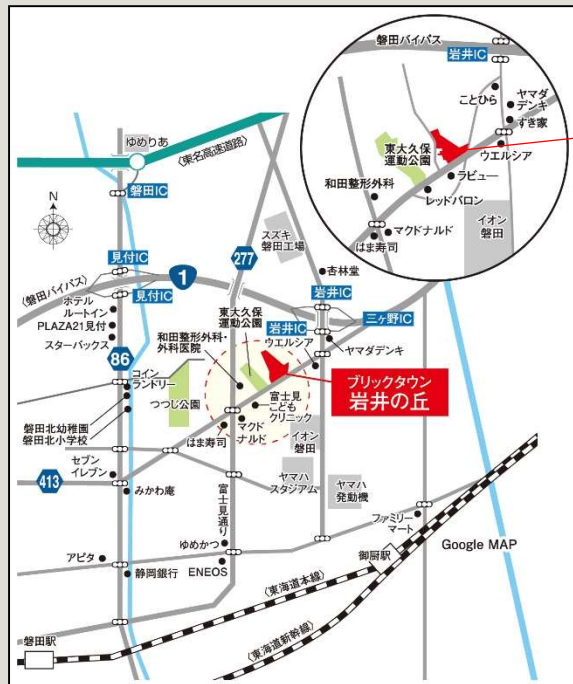 磐田バイパス
岩井IC
ことひら
ヤマダ
デンキ
すき家
東大久保
運動公園
ウエルシア
ラビュー
和田整形外科
レッドバロン
マクドナルド
はま寿司
イオン
磐田
ゆめりあ
〈東名高速道路〉
磐田IC
N
スズキ
磐田工場
277
見付IC
1
杏林堂
〈磐田バイパス〉
見付IC
岩井IC
三ヶ野IC
ホテル
ルートイン
PLAZA21見付
スターバックス
東大久保
運動公園
岩井IC
ウエルシア
ヤマダデンキ
和田整形外科・
外科医院
86
コイン
ランドリー
つつじ公園
ブリックタウン
岩井の丘
磐田北幼稚園
磐田北小学校
富士見
こども
クリニック
マクド
ナルド
はま寿司
イオン
磐田
セブン
イレブン
413
みかわ庵
富士見通り
ヤマハ
スタジアム
ヤマハ
発動機
ファミリー
マート
御厨駅
Google MAP
ゆめかつ
アピタ
静岡銀行
ENEOS
〈東海道本線〉
〈東海道新幹線〉
磐田駅